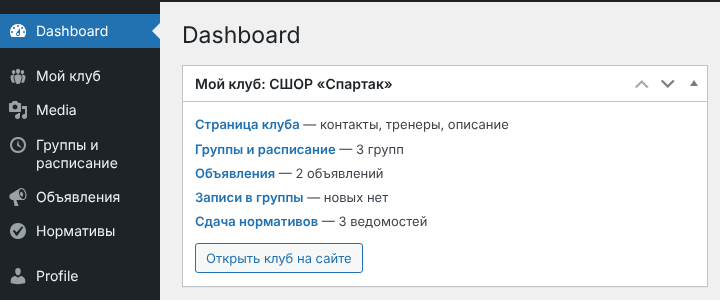 Dashboard
Мой клуб
Media
Группы и
расписание
Объявления
Нормативы
Profile
Dashboard
Мой клуб: СШОР «Спартак»
Страница клуба — контакты, тренеры, описание
Группы и расписание — 3 групп
Объявления — 2 объявлений
Записи в группы — новых нет
Сдача нормативов — 3 ведомостей
Открыть клуб на сайте